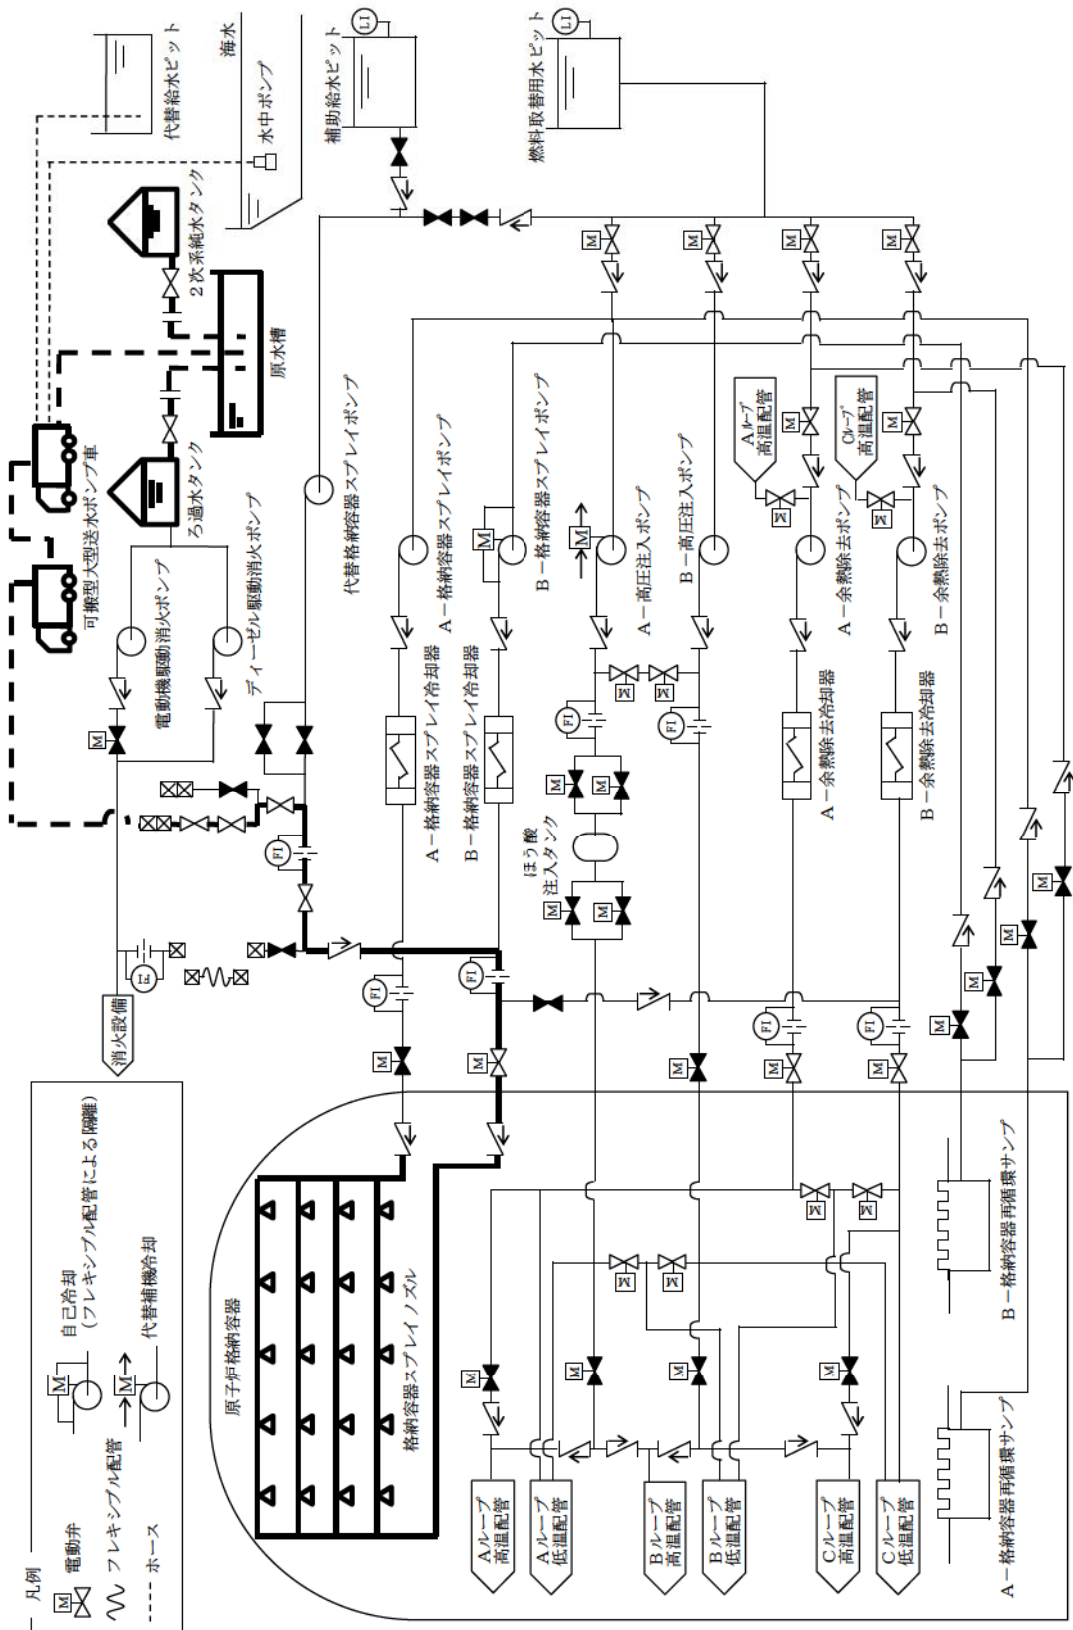 凡例
M
電動弁
フレキシブル配管
ホース
M
自己冷却
(フレキシブル配管による隔離)
M
代替補機冷却
代替給水ピット
海水
水中ポンプ
2次系純水タンク
原水槽
可搬型大型送水ポンプ車
ろ過水タンク
電動機駆動消火ポンプ
ディーゼル駆動消火ポンプ
M
FI
FI
消火設備
LI
補助給水ピット
LI
燃料取替用水ピット
M
M
M
M
代替格納容器スプレイポンプ
A-格納容器スプレイポンプ
M
B-格納容器スプレイポンプ
M
A-高圧注入ポンプ
B-高圧注入ポンプ
Aループ
高温配管
M
M
Cループ
高温配管
M
M
A-余熱除去ポンプ
B-余熱除去ポンプ
A-格納容器スプレイ冷却器
B-格納容器スプレイ冷却器
M
M
FI
FI
M
M
ほう酸
注入タンク
M
M
A-余熱除去冷却器
B-余熱除去冷却器
FI
FI
FI
FI
M
M
M
M
M
M
M
M
M
M
原子炉格納容器
格納容器スプレイノズル
M
M
M
M
M
M
M
M
Aループ
高温配管
Aループ
低温配管
Bループ
高温配管
Bループ
低温配管
Cループ
高温配管
Cループ
低温配管
B-格納容器再循環サンプ
A-格納容器再循環サンプ